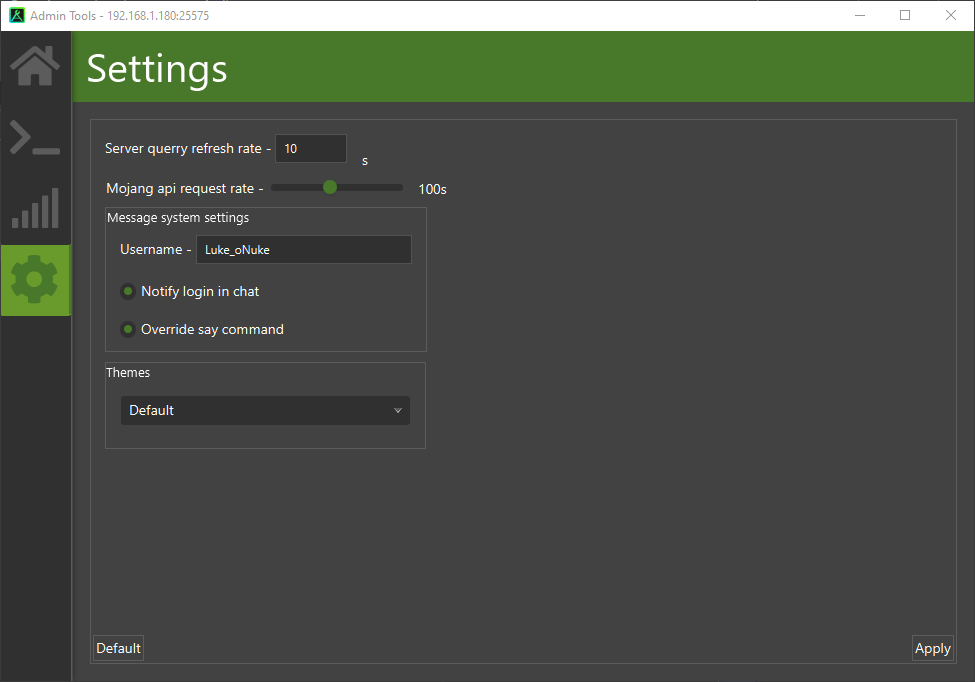 Admin Tools - 192.168.1.180:25575
Settings
Server querry refresh rate - 10 s
Mojang api request rate - 100s
Message system settings
Username - Luke_oNuke
Notify login in chat
Override say command
Themes
Default
Default Apply